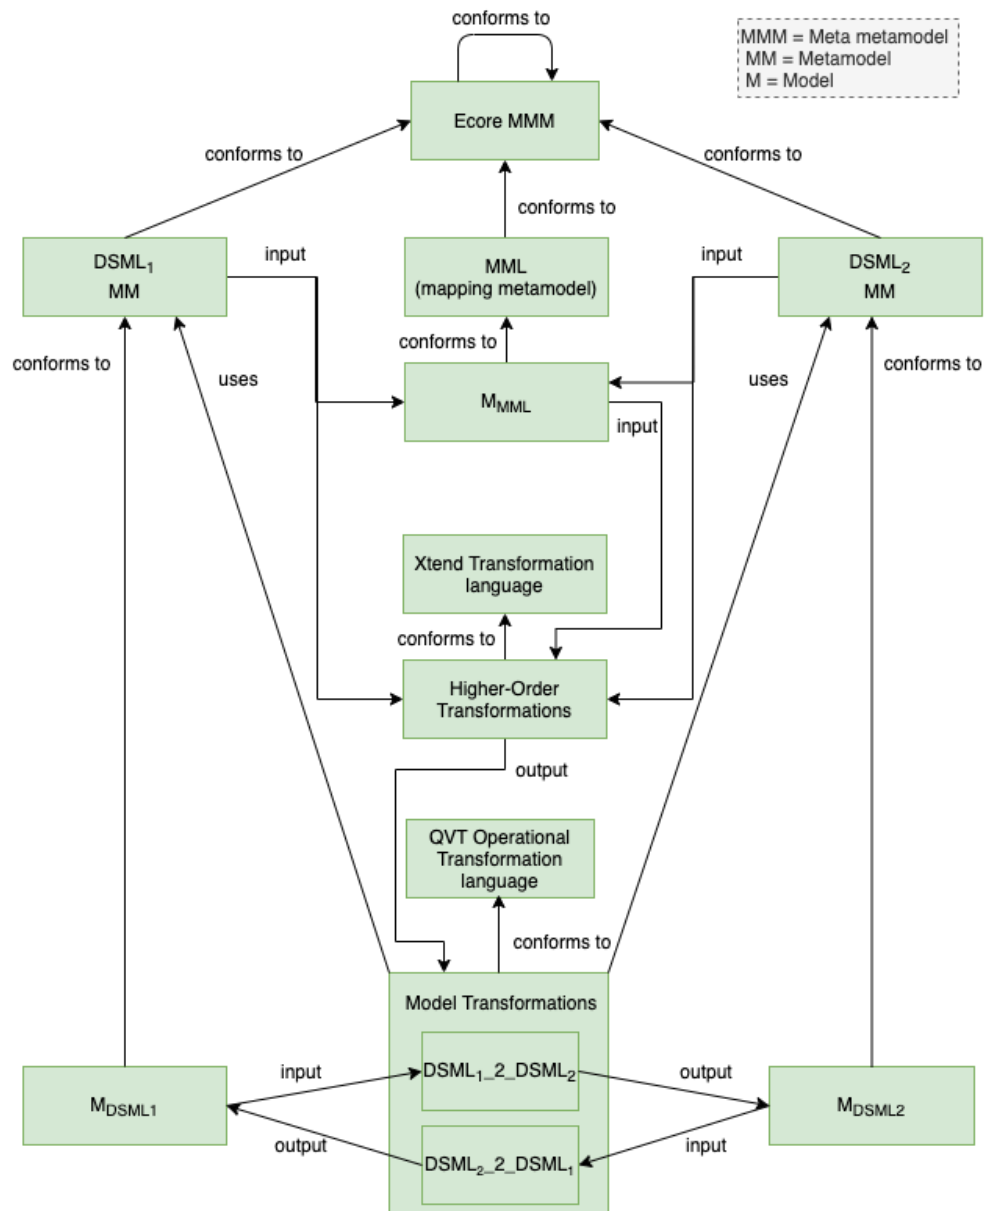 conforms to
MMM = Meta metamodel
MM = Metamodel
M = Model
Ecore MMM
conforms to
conforms to
conforms to
DSML₁
MM
input
MML
(mapping metamodel)
input
DSML₂
MM
conforms to
conforms to
conforms to
uses
uses
M_MML
input
Xtend Transformation
language
conforms to
Higher-Order
Transformations
output
QVT Operational
Transformation
language
conforms to
Model Transformations
input
DSML₁_2_DSML₂
output
M_DSML1
M_DSML2
output
DSML₂_2_DSML₁
input